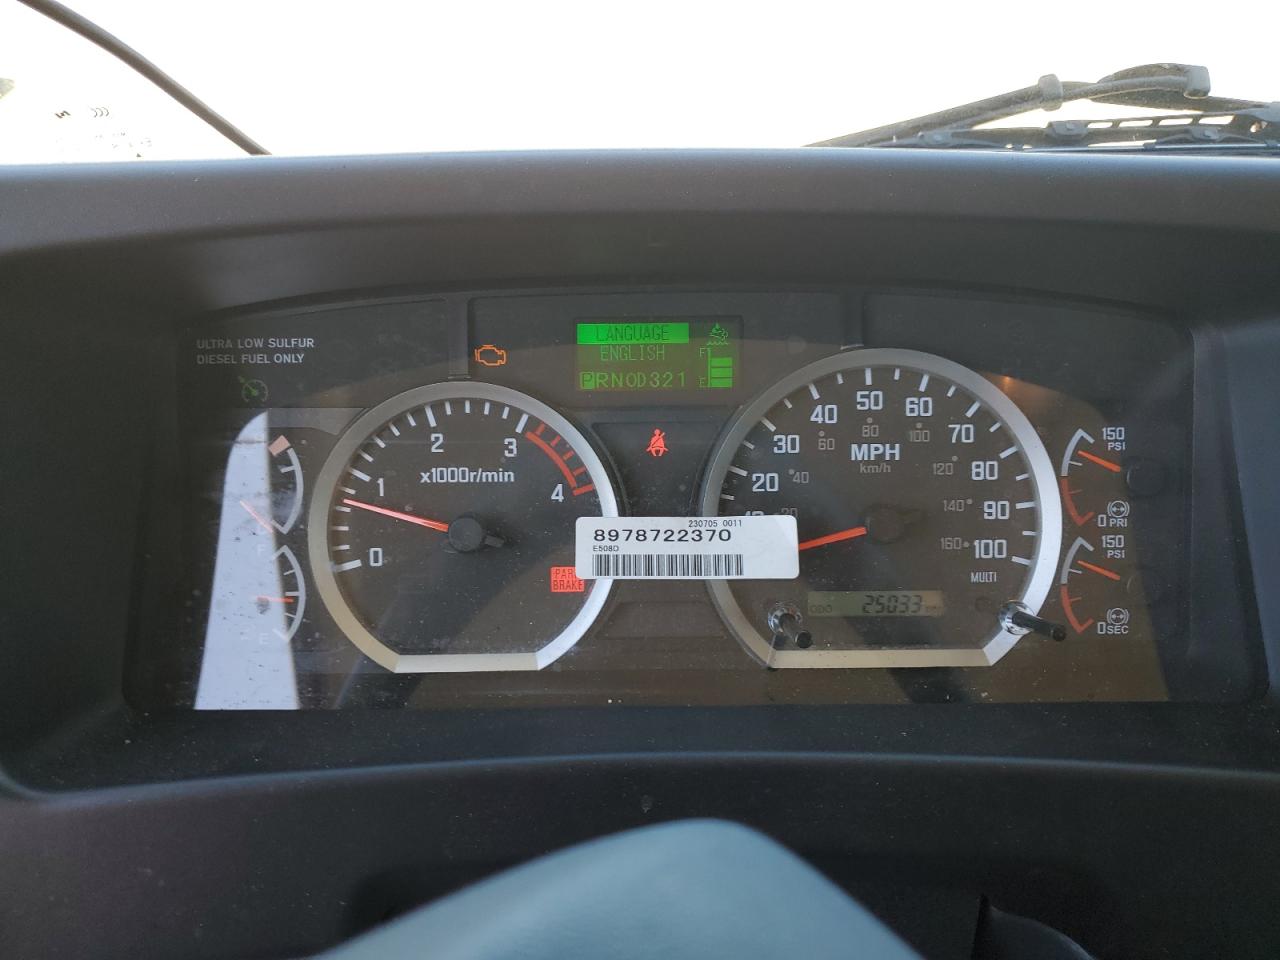 ULTRA LOW SULFUR
DIESEL FUEL ONLY
LANGUAGE
ENGLISH
PRNOD321
F
E
0
1
2
3
4
x1000r/min
F
E
PARK
BRAKE
230705 0011
8978722370
E508D
20
30
40
50
60
70
80
90
100
MPH
km/h
20
40
60
80
100
120
140
160
MULTI
ODO 25033
150
PSI
0 PRI
150
PSI
0 SEC